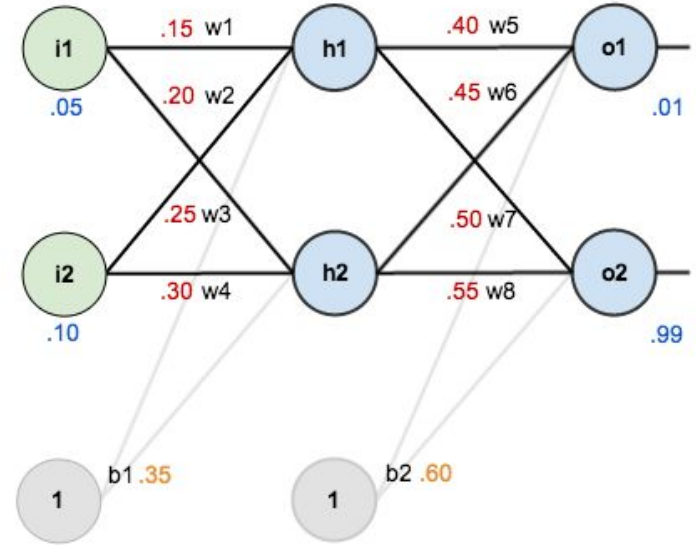 .15 w1
.40 w5
i1
h1
o1
.20 w2
.45 w6
.05
.01
.25 w3
.50 w7
i2
h2
o2
.30 w4
.55 w8
.10
.99
b1 .35
b2 .60
1
1